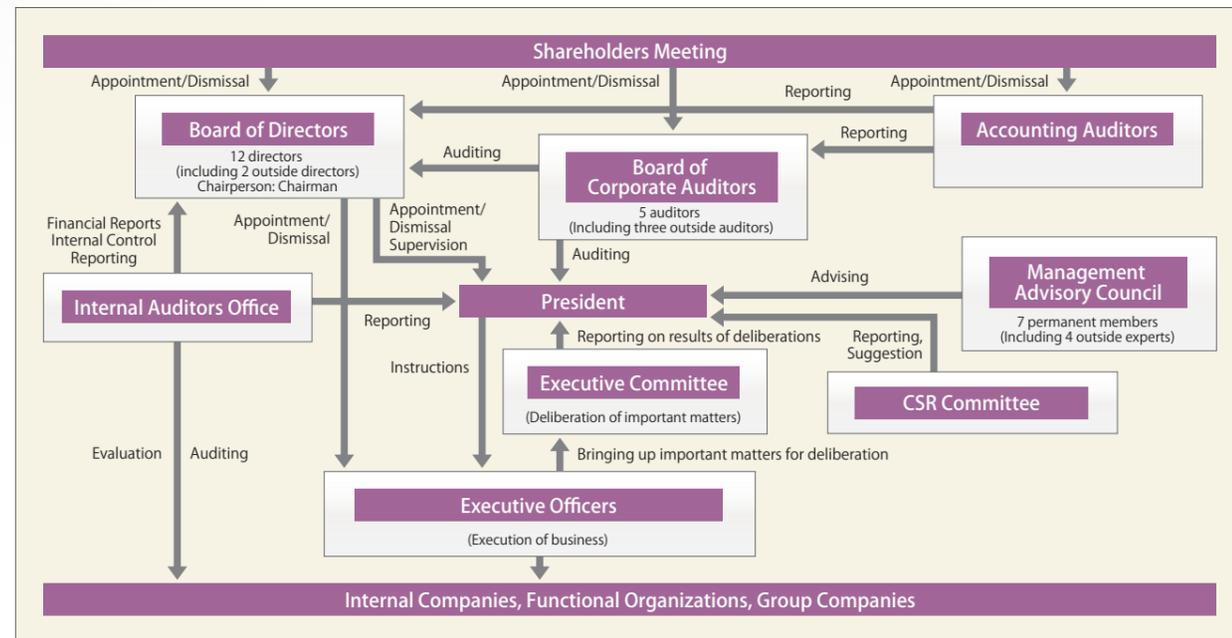 Shareholders Meeting
Appointment/Dismissal
Appointment/Dismissal
Appointment/Dismissal
Reporting
Board of Directors
12 directors
(including 2 outside directors)
Chairperson: Chairman
Auditing
Board of
Corporate Auditors
5 auditors
(Including three outside auditors)
Reporting
Accounting Auditors
Financial Reports
Internal Control
Reporting
Appointment/
Dismissal
Appointment/
Dismissal
Supervision
Auditing
Internal Auditors Office
Reporting
President
Advising
Management
Advisory Council
7 permanent members
(Including 4 outside experts)
Instructions
Reporting on results of deliberations
Reporting,
Suggestion
Executive Committee
(Deliberation of important matters)
CSR Committee
Evaluation
Auditing
Bringing up important matters for deliberation
Executive Officers
(Execution of business)
Internal Companies, Functional Organizations, Group Companies